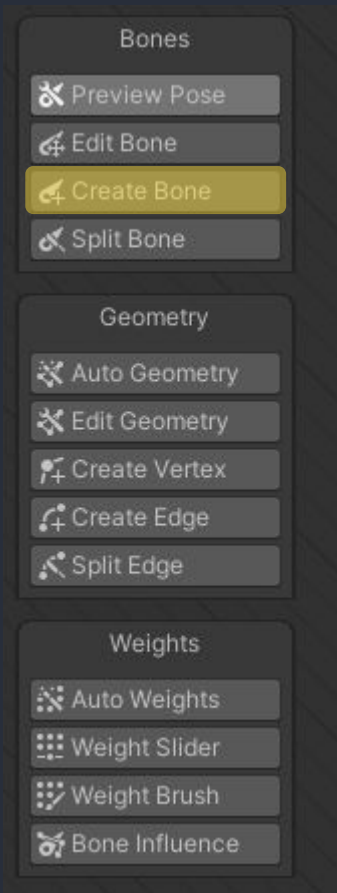 Bones
Preview Pose
Edit Bone
Create Bone
Split Bone
Geometry
Auto Geometry
Edit Geometry
Create Vertex
Create Edge
Split Edge
Weights
Auto Weights
Weight Slider
Weight Brush
Bone Influence